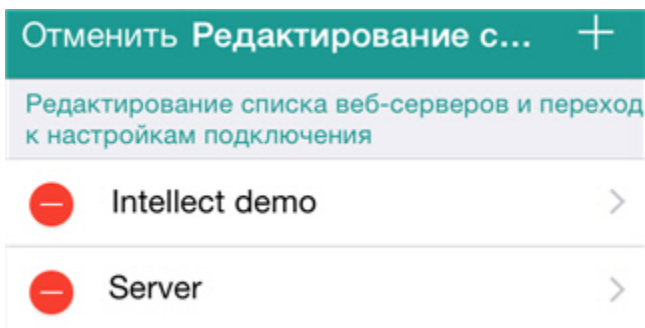 Отменить Редактирование с...
Редактирование списка веб-серверов и переход
к настройкам подключения
Intellect demo
Server